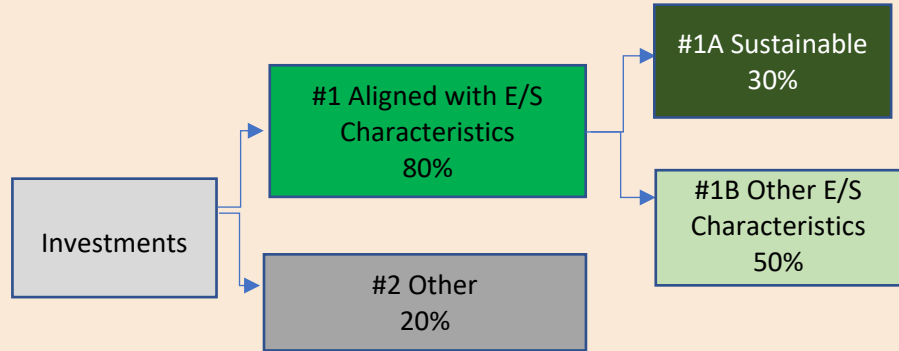 Investments
#1 Aligned with E/S
Characteristics
80%
#2 Other
20%
#1A Sustainable
30%
#1B Other E/S
Characteristics
50%